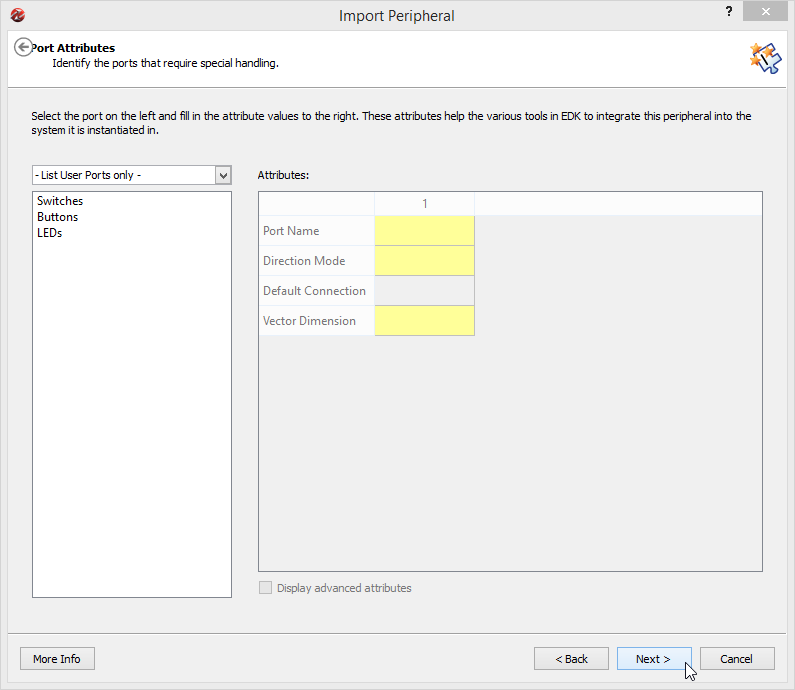 Import Peripheral
?
Port Attributes
Identify the ports that require special handling.
Select the port on the left and fill in the attribute values to the right. These attributes help the various tools in EDK to integrate this peripheral into the
system it is instantiated in.
- List User Ports only -
Attributes:
Switches
Buttons
LEDs
1
Port Name
Direction Mode
Default Connection
Vector Dimension
Display advanced attributes
More Info
< Back
Next >
Cancel